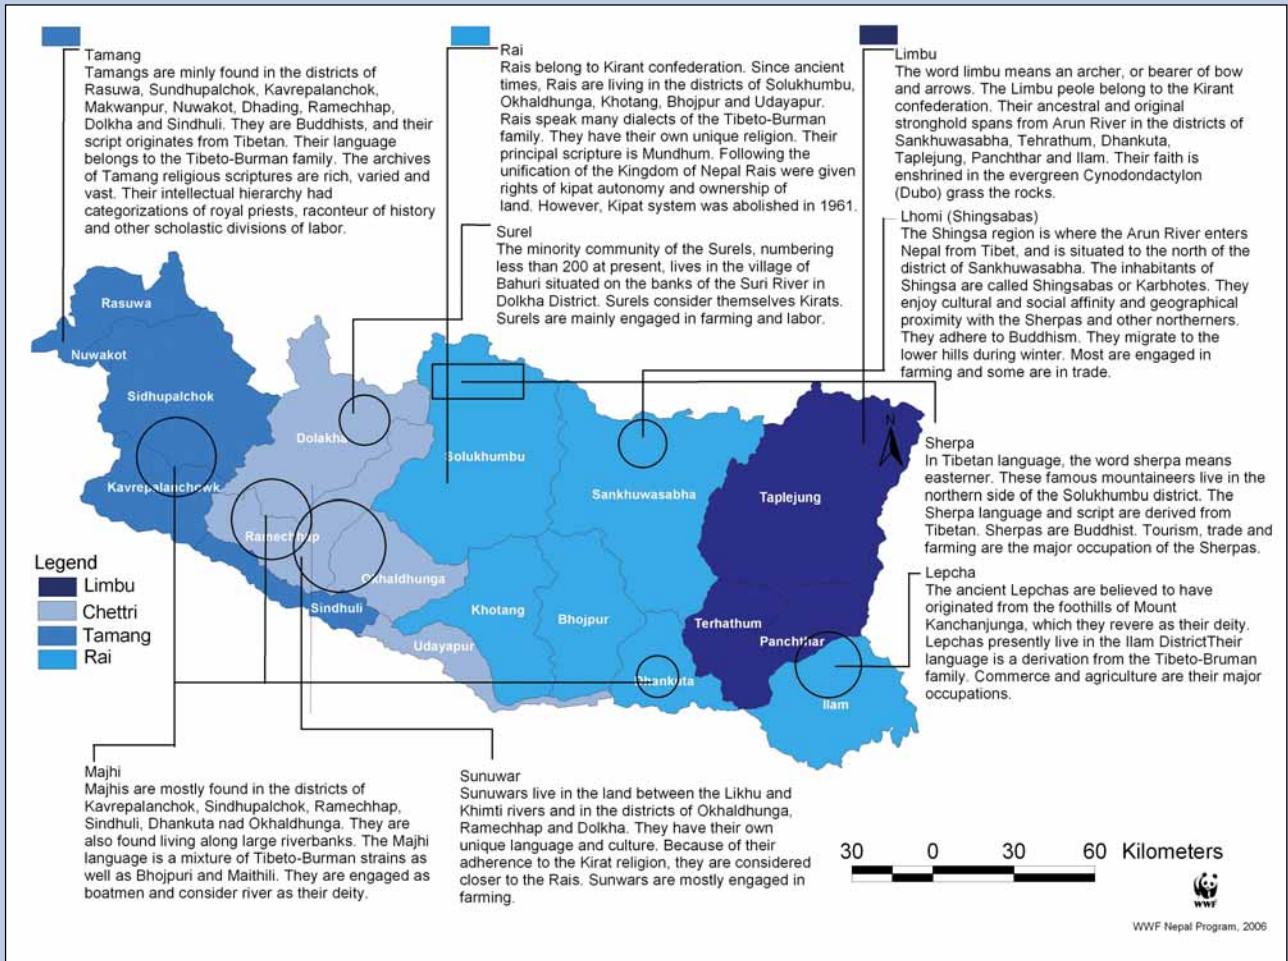 Tamang
Tamangs are minly found in the districts of
Rasuwa, Sundhupalchok, Kavrepalanchok,
Makwanpur, Nuwakot, Dhading, Ramechhap,
Dolkha and Sindhuli. They are Buddhists, and their
script originates from Tibetan. Their language
belongs to the Tibeto-Burman family. The archives
of Tamang religious scriptures are rich, varied and
vast. Their intellectual hierarchy had
categorizations of royal priests, raconteur of history
and other scholastic divisions of labor.
Rai
Rais belong to Kirant confederation. Since ancient
times, Rais are living in the districts of Solukhumbu,
Okhaldhunga, Khotang, Bhojpur and Udayapur.
Rais speak many dialects of the Tibeto-Burman
family. They have their own unique religion. Their
principal scripture is Mundhum. Following the
unification of the Kingdom of Nepal Rais were given
rights of kipat autonomy and ownership of
land. However, Kipat system was abolished in 1961.
Surel
The minority community of the Surels, numbering
less than 200 at present, lives in the village of
Bahuri situated on the banks of the Suri River in
Dolkha District. Surels consider themselves Kirats.
Surels are mainly engaged in farming and labor.
Limbu
The word limbu means an archer, or bearer of bow
and arrows. The Limbu peole belong to the Kirant
confederation. Their ancestral and original
stronghold spans from Arun River in the districts of
Sankhuwasabha, Tehrathum, Dhankuta,
Taplejung, Panchthar and Ilam. Their faith is
enshrined in the evergreen Cynodondactylon
(Dubo) grass the rocks.
Lhomi (Shingsabas)
The Shingsa region is where the Arun River enters
Nepal from Tibet, and is situated to the north of the
district of Sankhuwasabha. The inhabitants of
Shingsa are called Shingsabas or Karbhotes. They
enjoy cultural and social affinity and geographical
proximity with the Sherpas and other northerners.
They adhere to Buddhism. They migrate to the
lower hills during winter. Most are engaged in
farming and some are in trade.
Sherpa
In Tibetan language, the word sherpa means
easterner. These famous mountaineers live in the
northern side of the Solukhumbu district. The
Sherpa language and script are derived from
Tibetan. Sherpas are Buddhist. Tourism, trade and
farming are the major occupation of the Sherpas.
Lepcha
The ancient Lepchas are believed to have
originated from the foothills of Mount
Kanchanjunga, which they revere as their deity.
Lepchas presently live in the Ilam DistrictTheir
language is a derivation from the Tibeto-Bruman
family. Commerce and agriculture are their major
occupations.
Rasuwa
Nuwakot
Sidhupalchok
Kavrepalanchowk
Dolakha
Ramechhap
Okhaldhunga
Sindhuli
Udayapur
Solukhumbu
Khotang
Bhojpur
Sankhuwasabha
Dhankuta
Taplejung
Terhathum
Panchthar
Ilam
N
Legend
Limbu
Chettri
Tamang
Rai
Majhi
Majhis are mostly found in the districts of
Kavrepalanchok, Sindhupalchok, Ramechhap,
Sindhuli, Dhankuta nad Okhaldhunga. They are
also found living along large riverbanks. The Majhi
language is a mixture of Tibeto-Burman strains as
well as Bhojpuri and Maithili. They are engaged as
boatmen and consider river as their deity.
Sunuwar
Sunuwars live in the land between the Likhu and
Khimti rivers and in the districts of Okhaldhunga,
Ramechhap and Dolkha. They have their own
unique language and culture. Because of their
adherence to the Kirat religion, they are considered
closer to the Rais. Sunwars are mostly engaged in
farming.
30 0 30 60 Kilometers
WWF
WWF Nepal Program, 2006